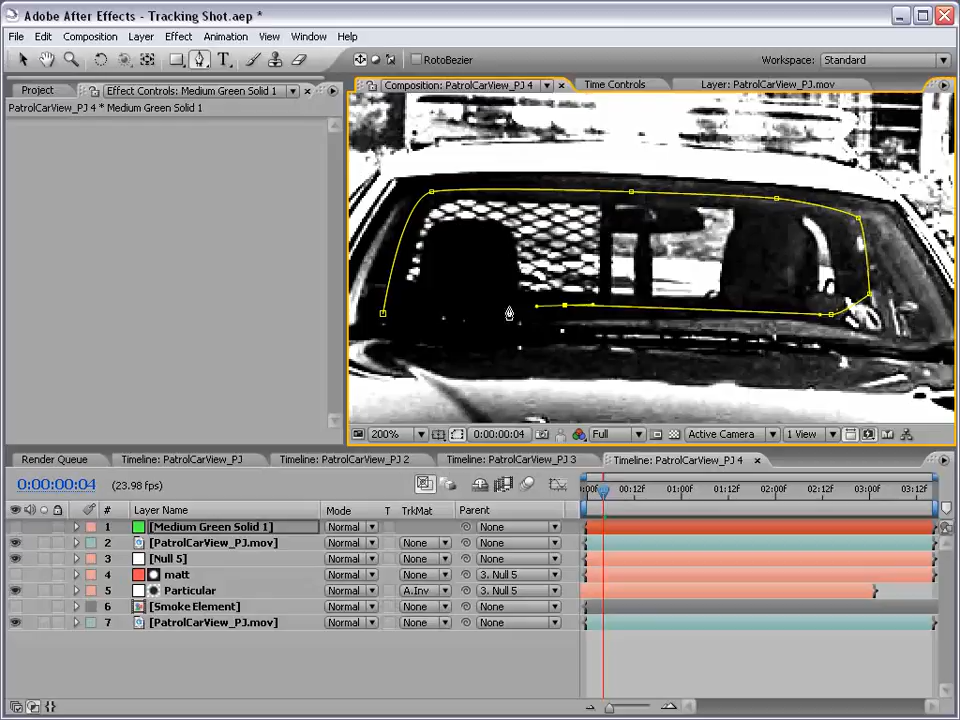 Adobe After Effects - Tracking Shot.aep *
File Edit Composition Layer Effect Animation View Window Help
T RotoBezier Workspace: Standard
Project Effect Controls: Medium Green Solid 1 Composition: PatrolCarView_PJ 4 Time Controls Layer: PatrolCarView_PJ.mov
PatrolCarView_PJ 4 * Medium Green Solid 1
200% 0:00:00:04 Full Active Camera 1 View
Render Queue Timeline: PatrolCarView_PJ Timeline: PatrolCarView_PJ 2 Timeline: PatrolCarView_PJ 3 Timeline: PatrolCarView_PJ 4
0:00:00:04 (23.98 fps) :00f 00:12f 01:00f 01:12f 02:00f 02:12f 03:00f 03:12f
# Layer Name Mode T TrkMat Parent
1 [Medium Green Solid 1] Normal None
2 [PatrolCarView_PJ.mov] Normal None None
3 [Null 5] Normal None None
4 matt Normal None 3. Null 5
5 Particular Normal A.Inv 3. Null 5
6 [Smoke Element] Normal None None
7 [PatrolCarView_PJ.mov] Normal None None